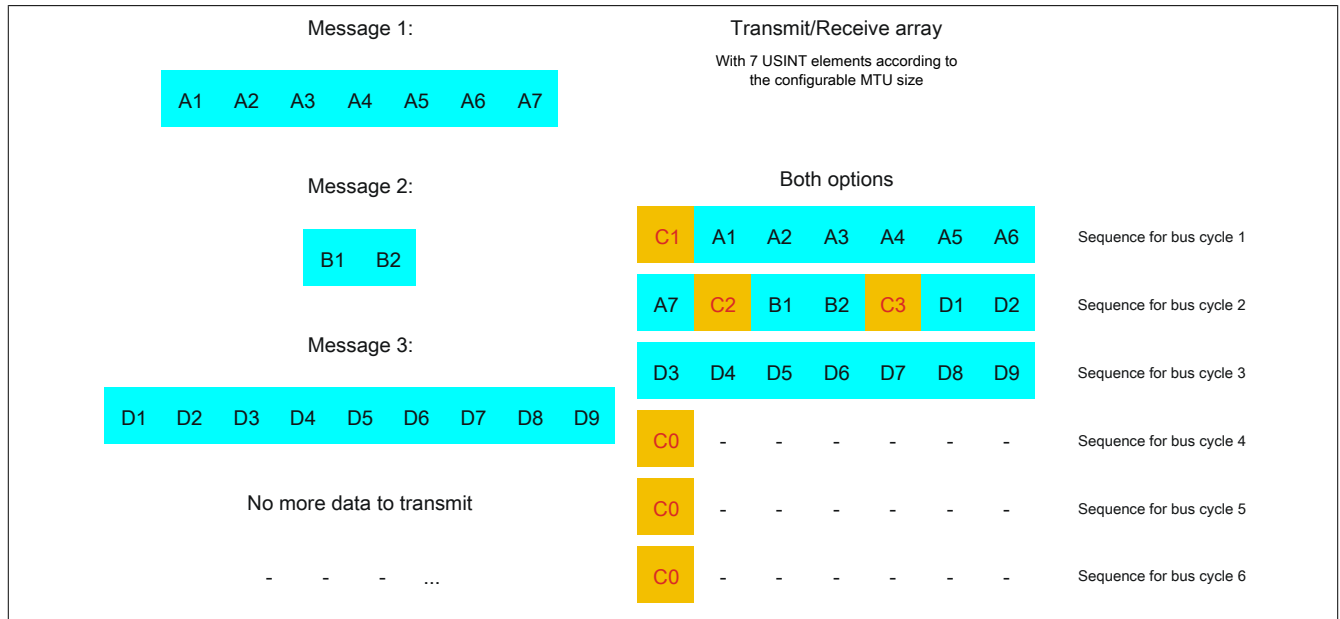 Message 1:
A1 A2 A3 A4 A5 A6 A7
Message 2:
B1 B2
Message 3:
D1 D2 D3 D4 D5 D6 D7 D8 D9
No more data to transmit
- - - ...
Transmit/Receive array
With 7 USINT elements according to
the configurable MTU size
Both options
C1 A1 A2 A3 A4 A5 A6 Sequence for bus cycle 1
A7 C2 B1 B2 C3 D1 D2 Sequence for bus cycle 2
D3 D4 D5 D6 D7 D8 D9 Sequence for bus cycle 3
C0 - - - - - - Sequence for bus cycle 4
C0 - - - - - - Sequence for bus cycle 5
C0 - - - - - - Sequence for bus cycle 6